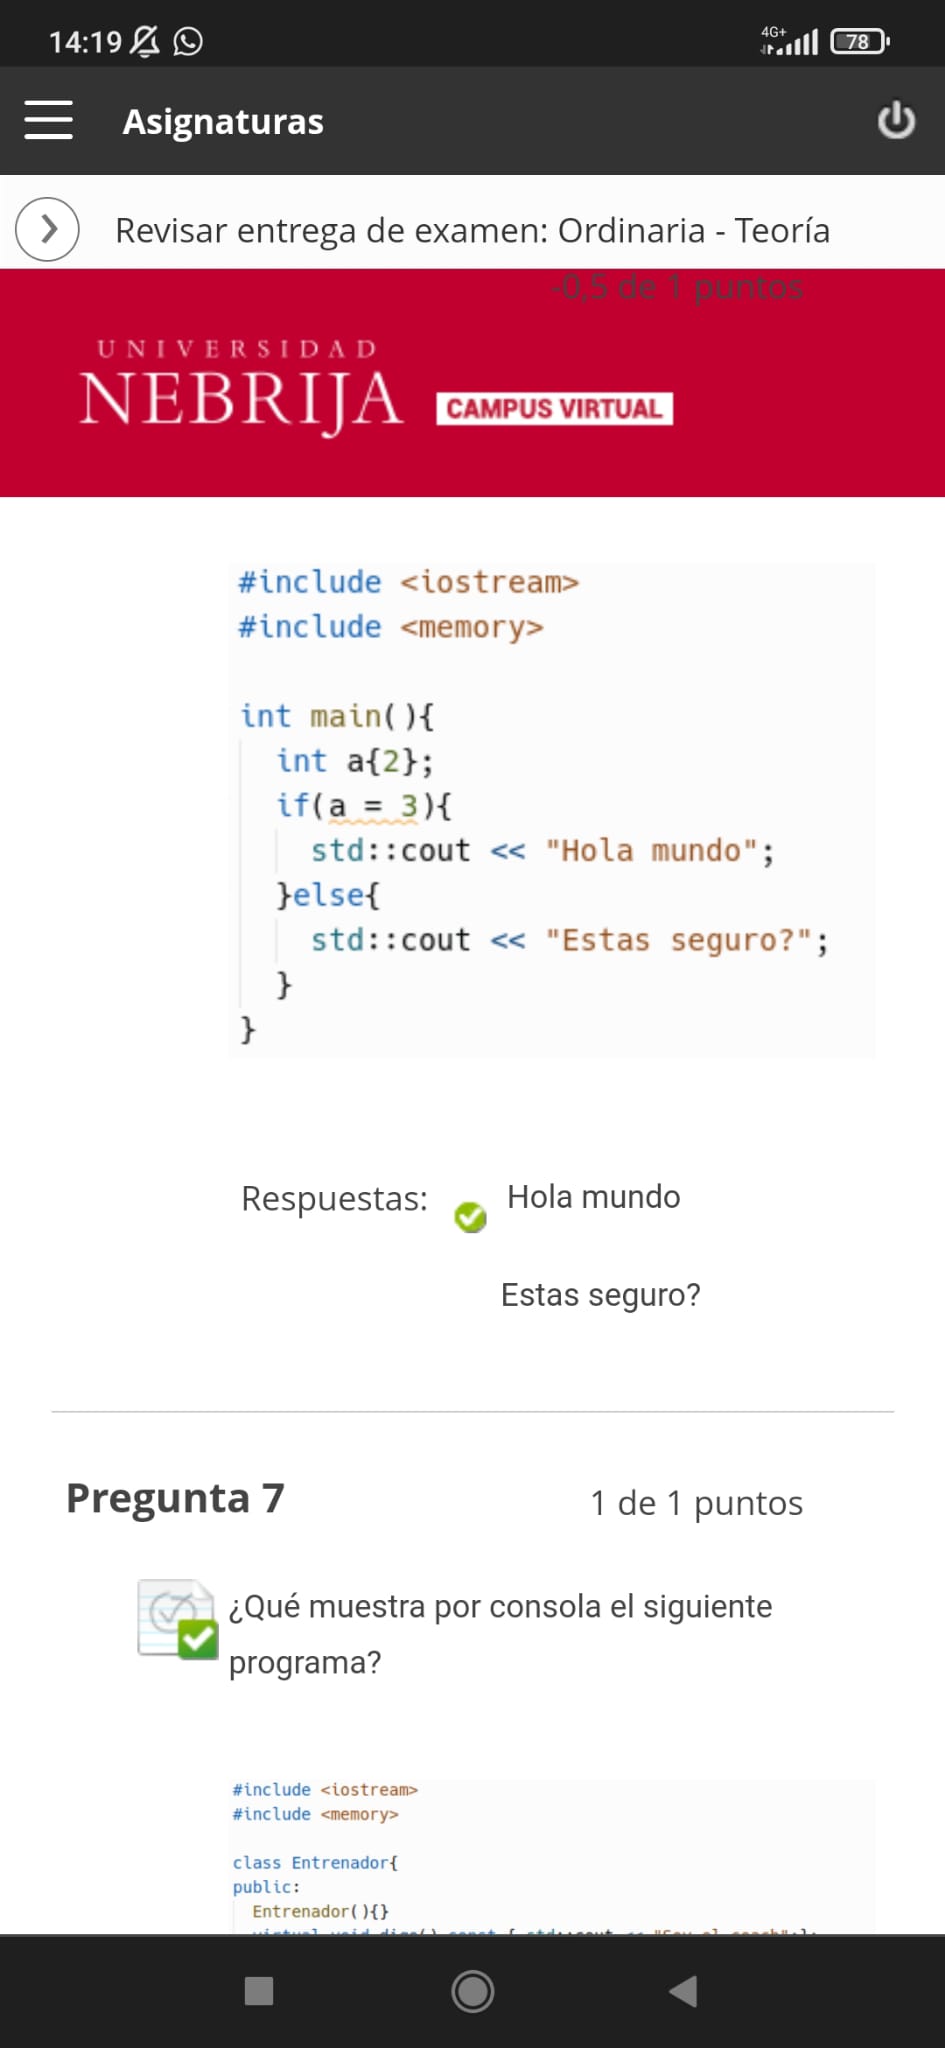 14:19
4G+
78
Asignaturas
Revisar entrega de examen: Ordinaria - Teoría
-0,5 de 1 puntos
UNIVERSIDAD
NEBRIJA
CAMPUS VIRTUAL
#include <iostream>
#include <memory>
int main(){
int a{2};
if(a = 3){
std::cout << "Hola mundo";
}else{
std::cout << "Estas seguro?";
}
}
Respuestas:
Hola mundo
Estas seguro?
Pregunta 7
1 de 1 puntos
¿Qué muestra por consola el siguiente
programa?
#include <iostream>
#include <memory>
class Entrenador{
public:
Entrenador(){}